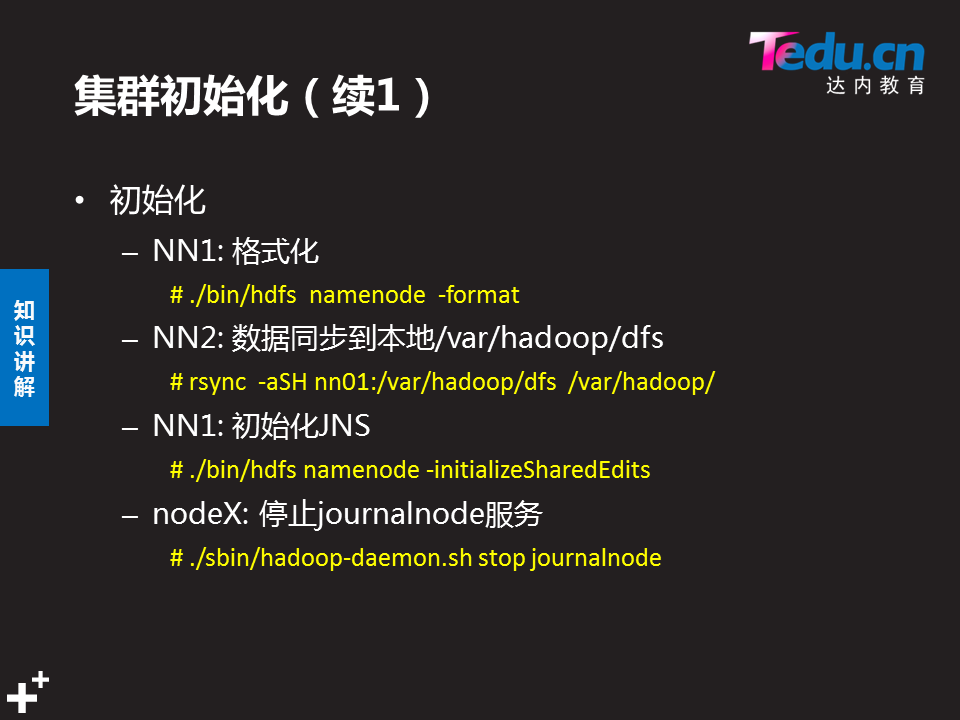 Tedu.cn
达内教育
集群初始化（续1）
• 初始化
– NN1: 格式化
# ./bin/hdfs  namenode  -format
– NN2: 数据同步到本地/var/hadoop/dfs
# rsync  -aSH nn01:/var/hadoop/dfs  /var/hadoop/
– NN1: 初始化JNS
# ./bin/hdfs namenode -initializeSharedEdits
– nodeX: 停止journalnode服务
# ./sbin/hadoop-daemon.sh stop journalnode
知
识
讲
解